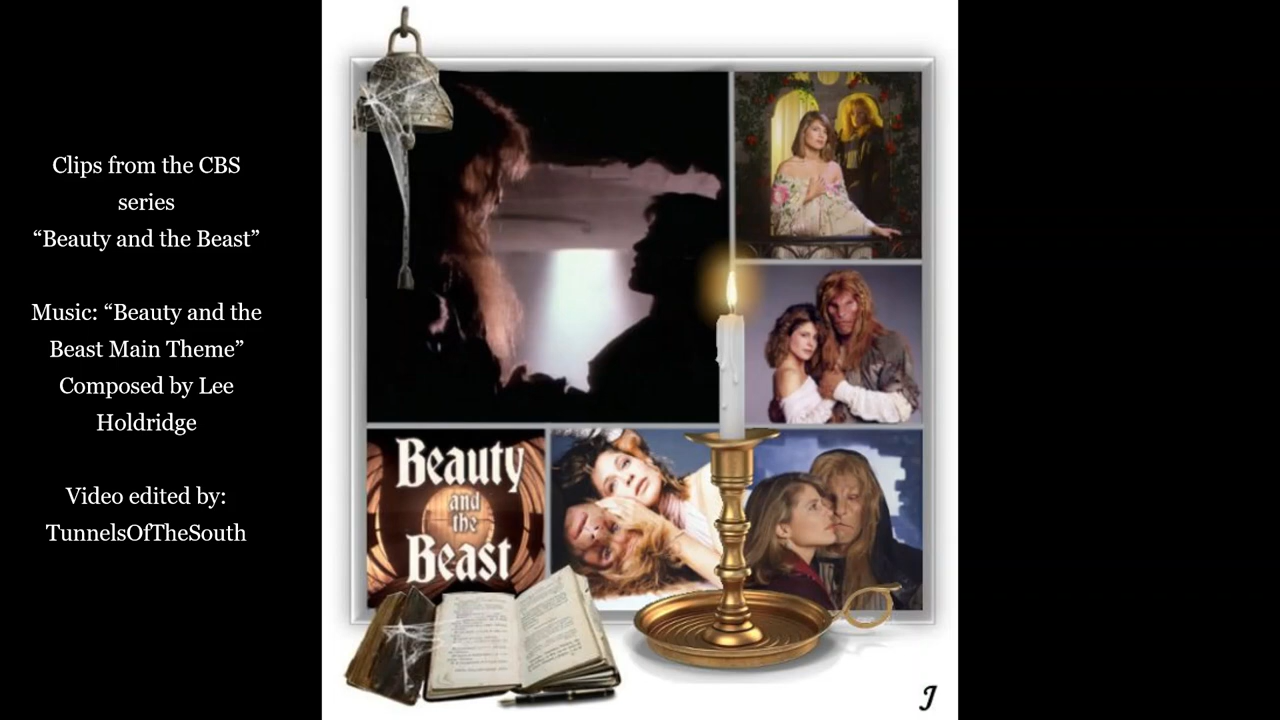 Clips from the CBS
series
“Beauty and the Beast”
Music: “Beauty and the
Beast Main Theme”
Composed by Lee
Holdridge
Video edited by:
TunnelsOfTheSouth
Beauty
and
the
Beast
J